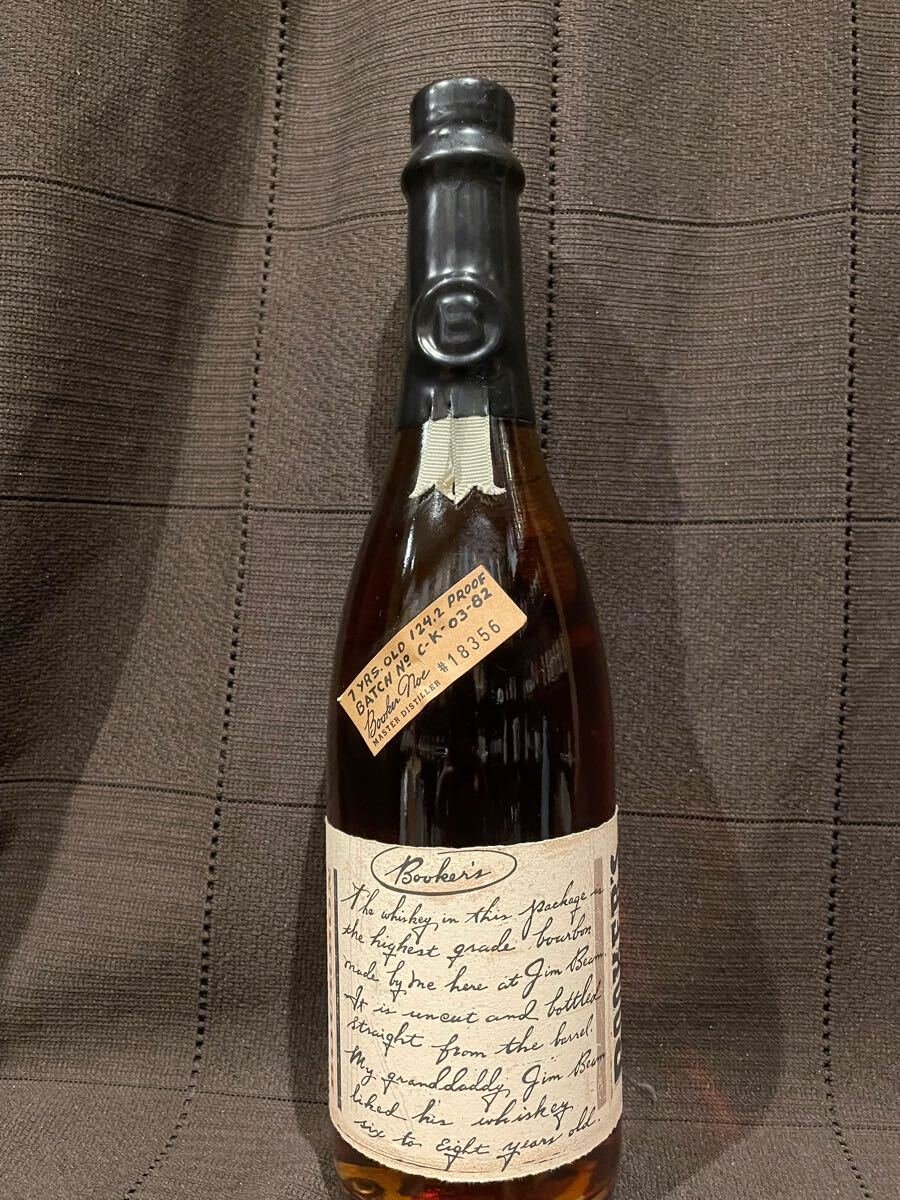 B
7 YRS. OLD 124.2 PROOF
BATCH Nº C-K-03-82
Booker Noe #18356
MASTER DISTILLER
Booker's
The whiskey in this package is
the highest grade bourbon
made by me here at Jim Beam.
It is uncut and bottled
straight from the barrel.
My granddaddy, Jim Beam
liked his whiskey
six to eight years old.